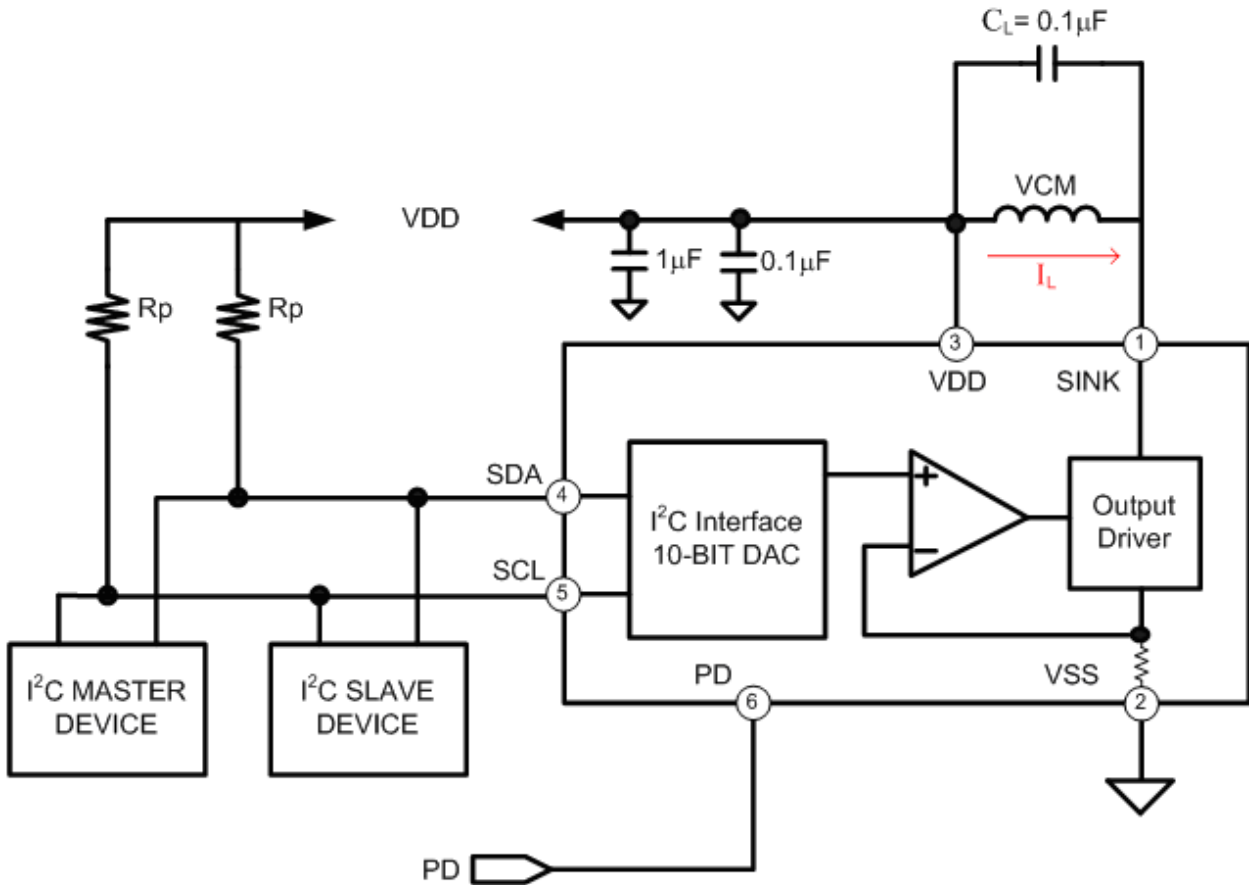 CL= 0.1µF
VCM
VDD
1µF
0.1µF
IL
Rp
Rp
3
1
VDD
SINK
SDA
4
I²C Interface
10-BIT DAC
+
−
Output
Driver
SCL
5
I²C MASTER
DEVICE
I²C SLAVE
DEVICE
PD
VSS
6
2
PD